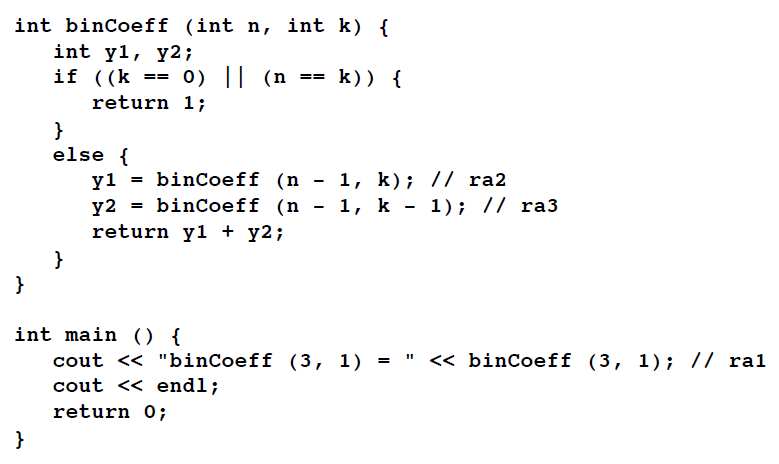 int binCoeff (int n, int k) {
   int y1, y2;
   if ((k == 0) || (n == k)) {
      return 1;
   }
   else {
      y1 = binCoeff (n - 1, k); // ra2
      y2 = binCoeff (n - 1, k - 1); // ra3
      return y1 + y2;
   }
}

int main () {
   cout << "binCoeff (3, 1) = " << binCoeff (3, 1); // ra1
   cout << endl;
   return 0;
}